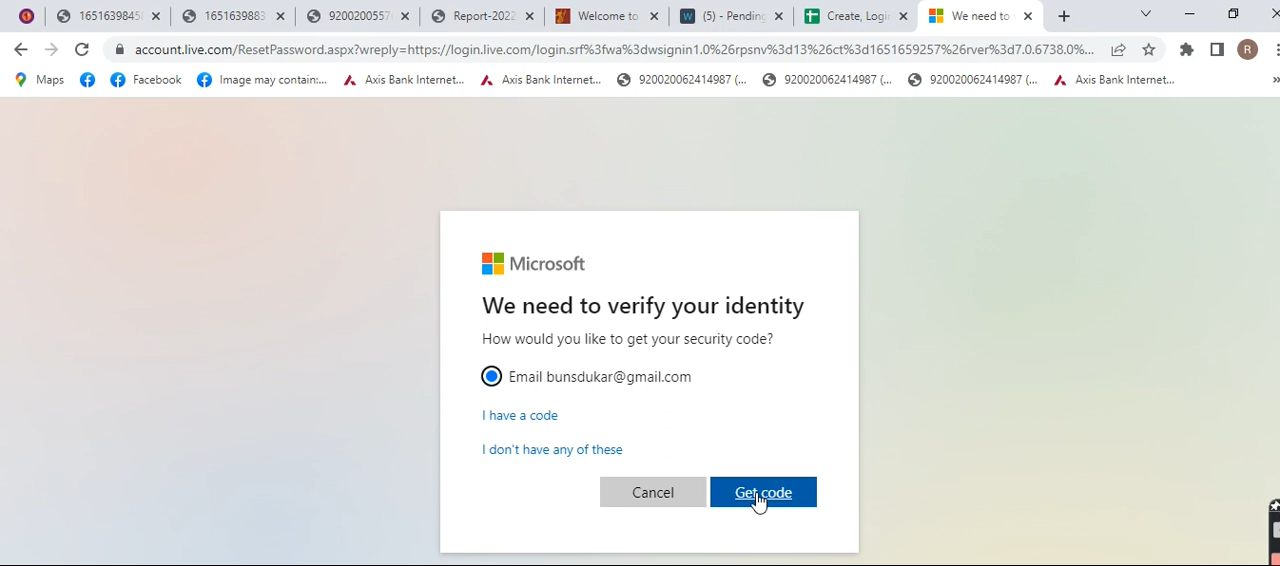 1651639845
1651639883
9200200557
Report-2022
Welcome to
(5) - Pending
Create, Logi
We need to
account.live.com/ResetPassword.aspx?wreply=https://login.live.com/login.srf%3fwa%3dwsignin1.0%26rpsnv%3d13%26ct%3d1651659257%26rver%3d7.0.6738.0%...
R
Maps
Facebook
Image may contain:...
Axis Bank Internet...
Axis Bank Internet...
920020062414987 (...
920020062414987 (...
920020062414987 (...
Axis Bank Internet...
»
Microsoft
We need to verify your identity
How would you like to get your security code?
Email bunsdukar@gmail.com
I have a code
I don't have any of these
Cancel
Get code